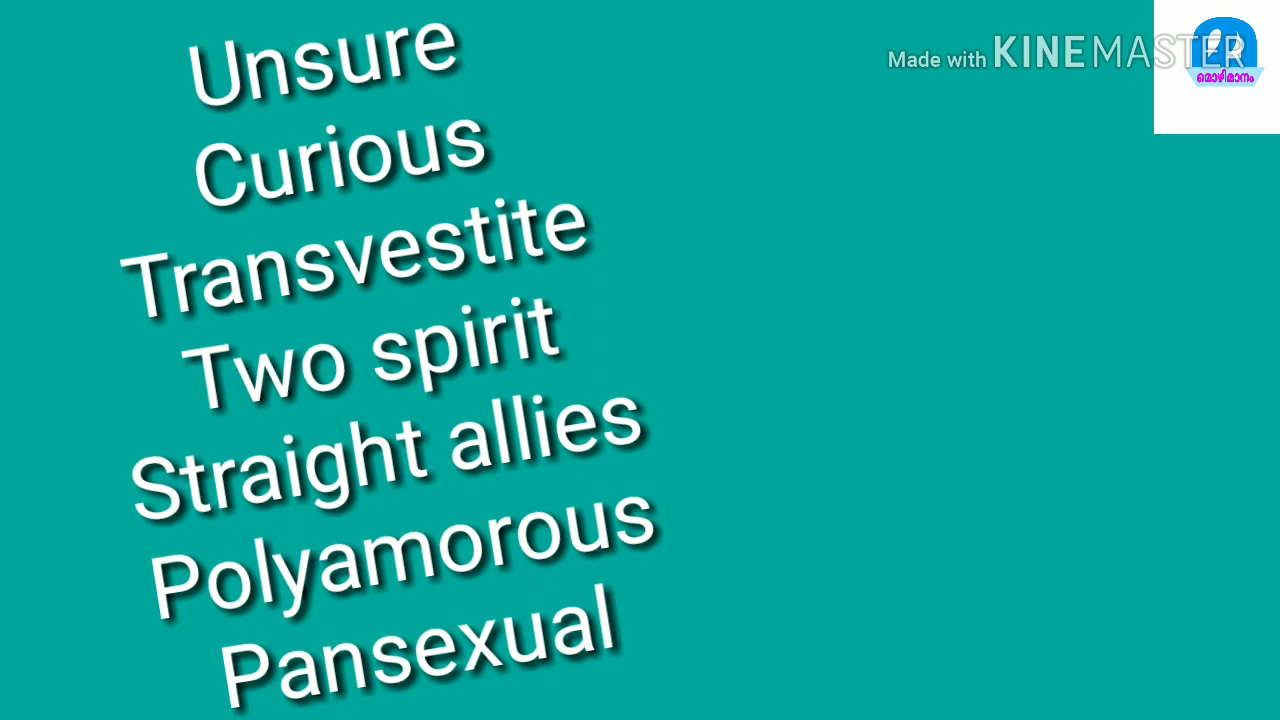 Unsure
Made with KINEMASTER
മൊഴിമാനം
Curious
Transvestite
Two spirit
Straight allies
Polyamorous
Pansexual